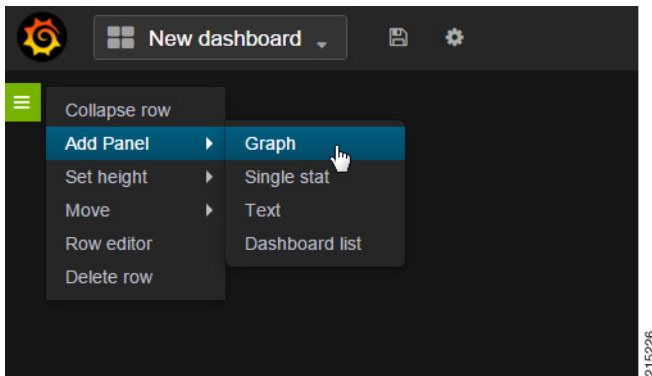 New dashboard
Collapse row
Add Panel
Graph
Set height
Single stat
Move
Text
Row editor
Dashboard list
Delete row
215226